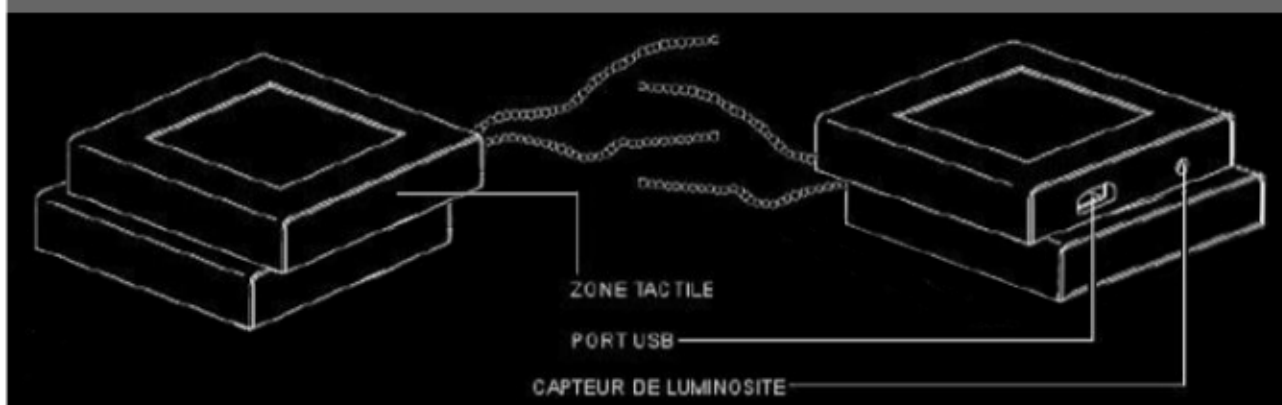 ZONE TACTILE
PORT USB
CAPTEUR DE LUMINOSITE